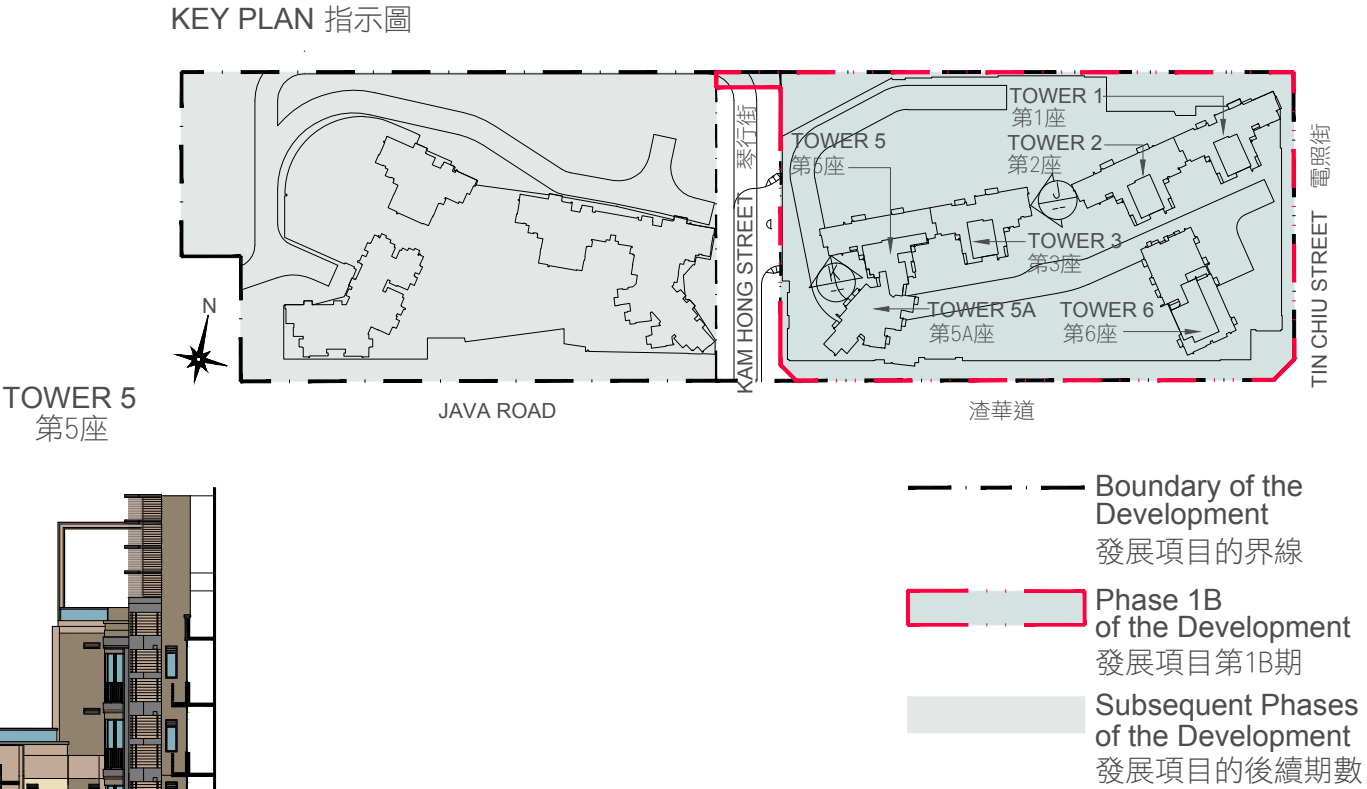 KEY PLAN 指示圖
TOWER 1
第1座
TOWER 2
第2座
TOWER 5
第5座
TOWER 3
第3座
TOWER 5A
第5A座
TOWER 6
第6座
J
K
N
KAM HONG STREET 琴行街
TIN CHIU STREET 電照街
JAVA ROAD
渣華道
TOWER 5
第5座
Boundary of the
Development
發展項目的界線
Phase 1B
of the Development
發展項目第1B期
Subsequent Phases
of the Development
發展項目的後續期數